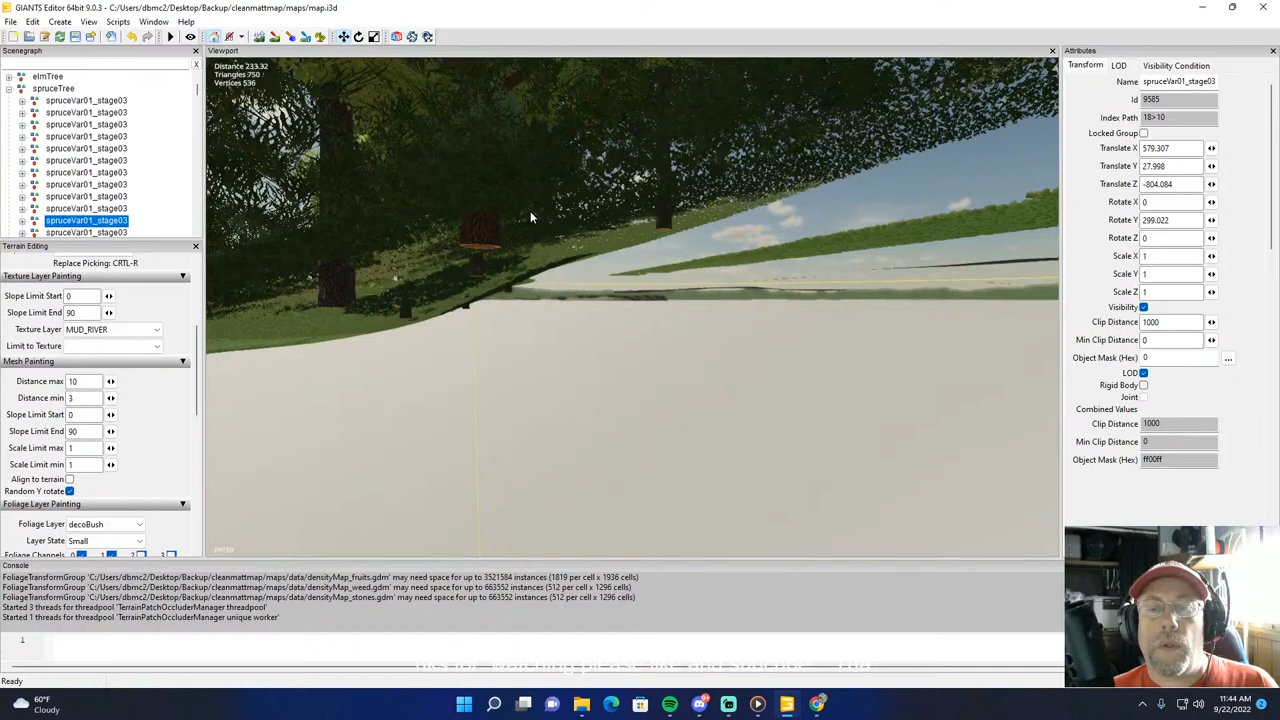 GIANTS Editor 64bit 9.0.3 - C:/Users/dbmc2/Desktop/Backup/cleanmattmap/maps/map.i3d
File Edit Create View Scripts Window Help
Scenegraph
X
elmTree
spruceTree
spruceVar01_stage03
spruceVar01_stage03
spruceVar01_stage03
spruceVar01_stage03
spruceVar01_stage03
spruceVar01_stage03
spruceVar01_stage03
spruceVar01_stage03
spruceVar01_stage03
spruceVar01_stage03
spruceVar01_stage03
spruceVar01_stage03
Terrain Editing
Replace Picking: CRTL-R
Texture Layer Painting
Slope Limit Start 0
Slope Limit End 90
Texture Layer MUD_RIVER
Limit to Texture
Mesh Painting
Distance max 10
Distance min 3
Slope Limit Start 0
Slope Limit End 90
Scale Limit max 1
Scale Limit min 1
Align to terrain
Random Y rotate
Foliage Layer Painting
Foliage Layer decoBush
Layer State Small
Foliage Channels 0 1 2 3
Viewport
Distance 233.32
Triangles 750
Vertices 536
persp
Attributes
Transform LOD Visibility Condition
Name spruceVar01_stage03
Id 9585
Index Path 18>10
Locked Group
Translate X 579.307
Translate Y 27.998
Translate Z -804.084
Rotate X 0
Rotate Y 299.022
Rotate Z 0
Scale X 1
Scale Y 1
Scale Z 1
Visibility
Clip Distance 1000
Min Clip Distance 0
Object Mask (Hex) 0 ...
LOD
Rigid Body
Joint
Combined Values
Clip Distance 1000
Min Clip Distance 0
Object Mask (Hex) ff00ff
Console
FoliageTransformGroup 'C:/Users/dbmc2/Desktop/Backup/cleanmattmap/maps/data/densityMap_fruits.gdm' may need space for up to 3521584 instances (1819 per cell x 1936 cells)
FoliageTransformGroup 'C:/Users/dbmc2/Desktop/Backup/cleanmattmap/maps/data/densityMap_weed.gdm' may need space for up to 663552 instances (512 per cell x 1296 cells)
FoliageTransformGroup 'C:/Users/dbmc2/Desktop/Backup/cleanmattmap/maps/data/densityMap_stones.gdm' may need space for up to 663552 instances (512 per cell x 1296 cells)
Started 3 threads for threadpool 'TerrainPatchOccluderManager threadpool'
Started 1 threads for threadpool 'TerrainPatchOccluderManager unique worker'
1
for watching please like and
Ready
60°F
Cloudy
11:44 AM
9/22/2022